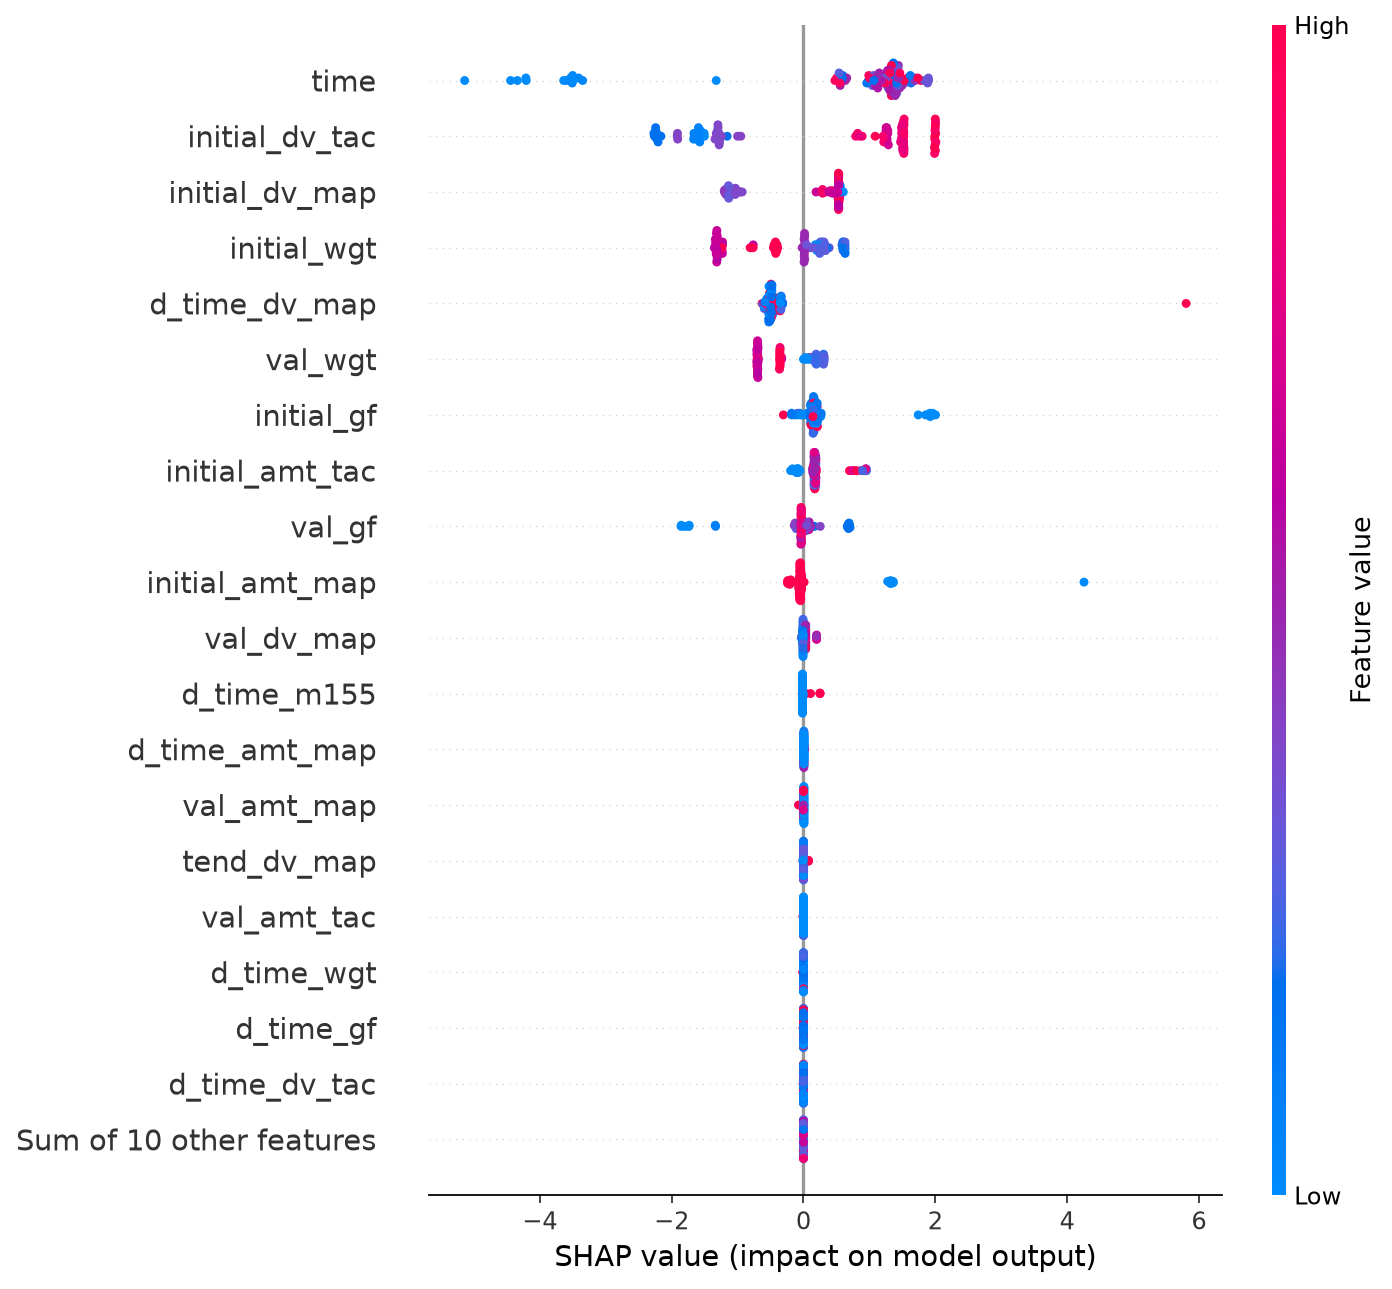 High
time
initial_dv_tac
initial_dv_map
initial_wgt
d_time_dv_map
val_wgt
initial_gf
initial_amt_tac
val_gf
initial_amt_map
val_dv_map
d_time_m155
d_time_amt_map
val_amt_map
tend_dv_map
val_amt_tac
d_time_wgt
d_time_gf
d_time_dv_tac
Sum of 10 other features
Feature value
Low
−4 −2 0 2 4 6
SHAP value (impact on model output)